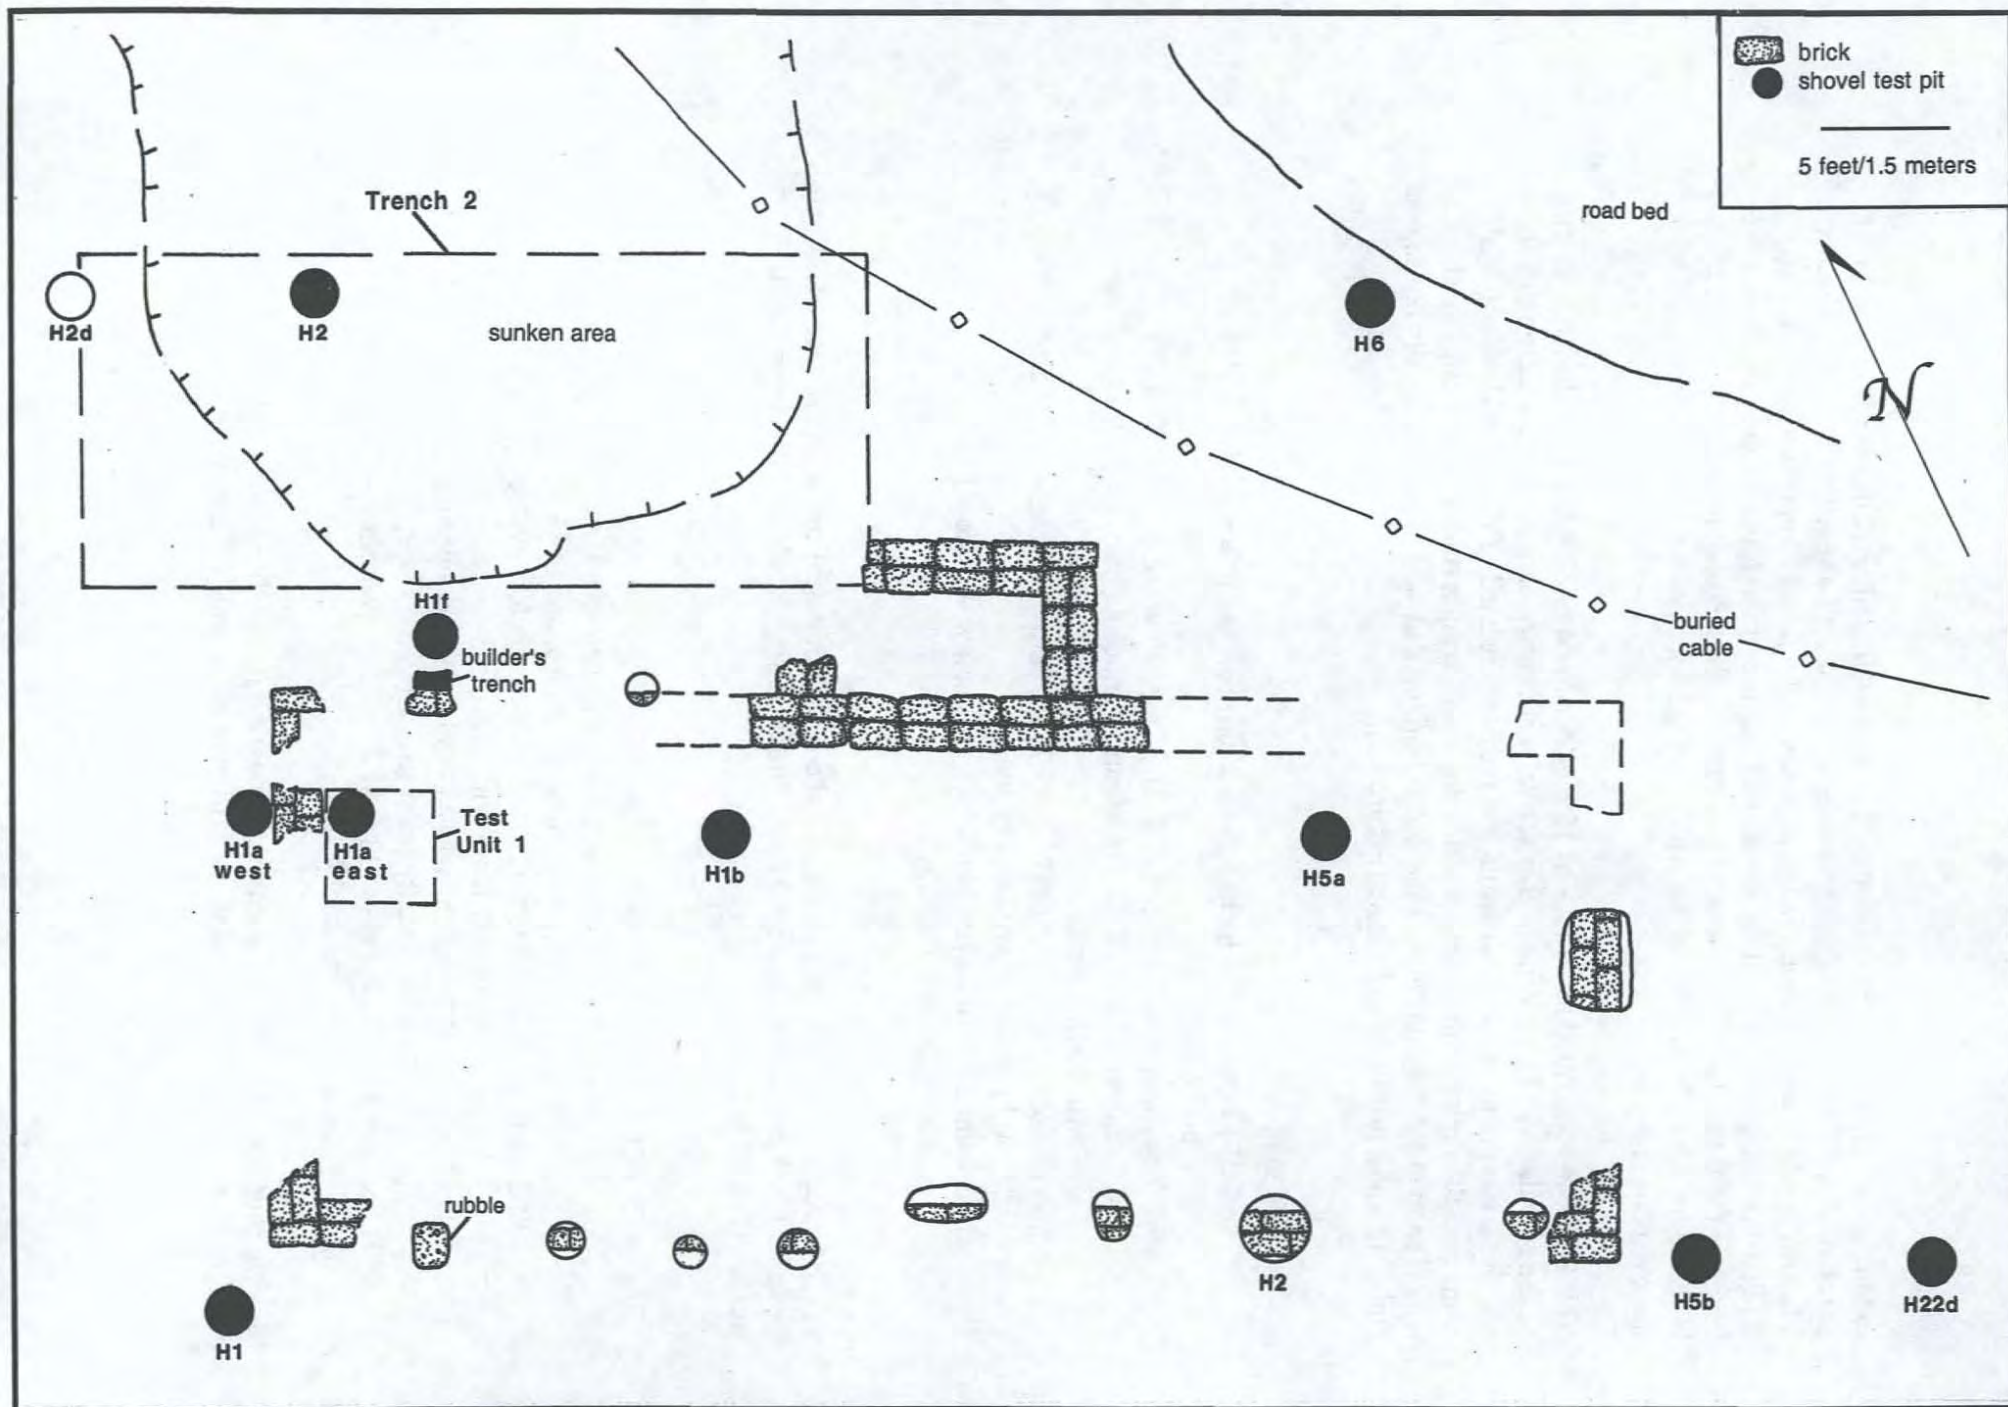 brick
shovel test pit
5 feet/1.5 meters
road bed
Trench 2
H2d
H2
sunken area
H6
N
H1f
builder's
trench
buried
cable
Test
Unit 1
H1a
west
H1a
east
H1b
H5a
rubble
H2
H5b
H22d
H1